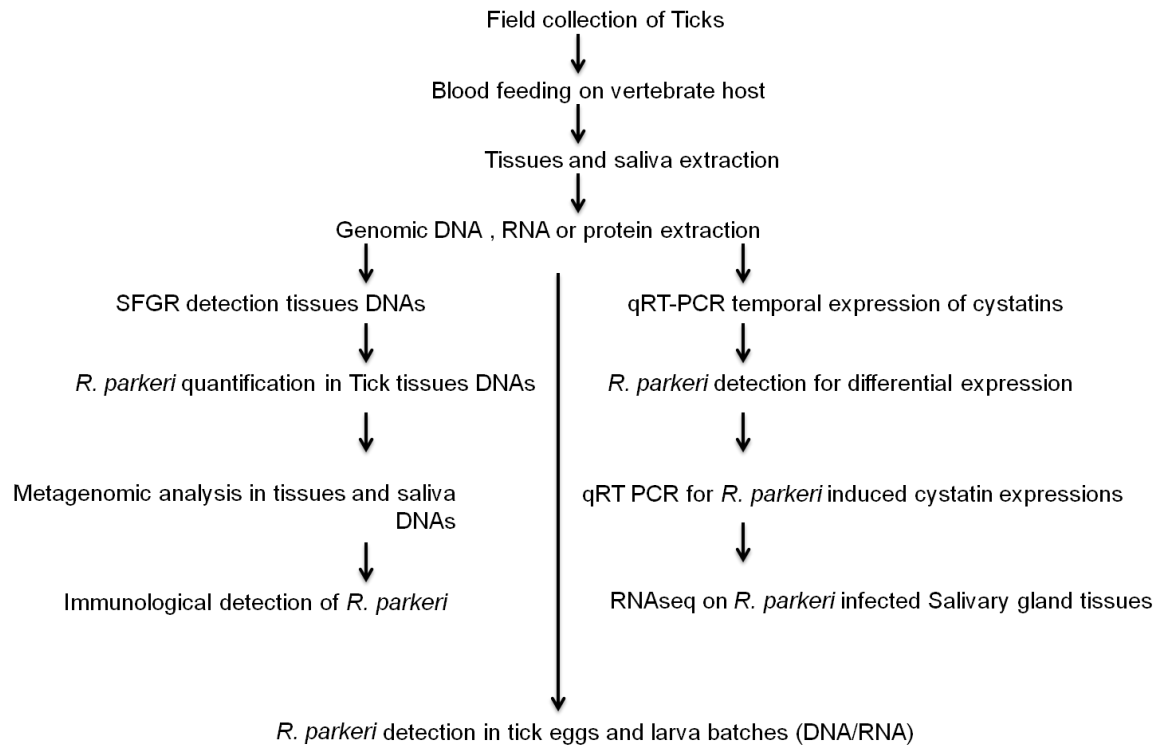 Field collection of Ticks
Blood feeding on vertebrate host
Tissues and saliva extraction
Genomic DNA , RNA or protein extraction
SFGR detection tissues DNAs
R. parkeri quantification in Tick tissues DNAs
Metagenomic analysis in tissues and saliva
DNAs
Immunological detection of R. parkeri
qRT-PCR temporal expression of cystatins
R. parkeri detection for differential expression
qRT PCR for R. parkeri induced cystatin expressions
RNAseq on R. parkeri infected Salivary gland tissues
R. parkeri detection in tick eggs and larva batches (DNA/RNA)